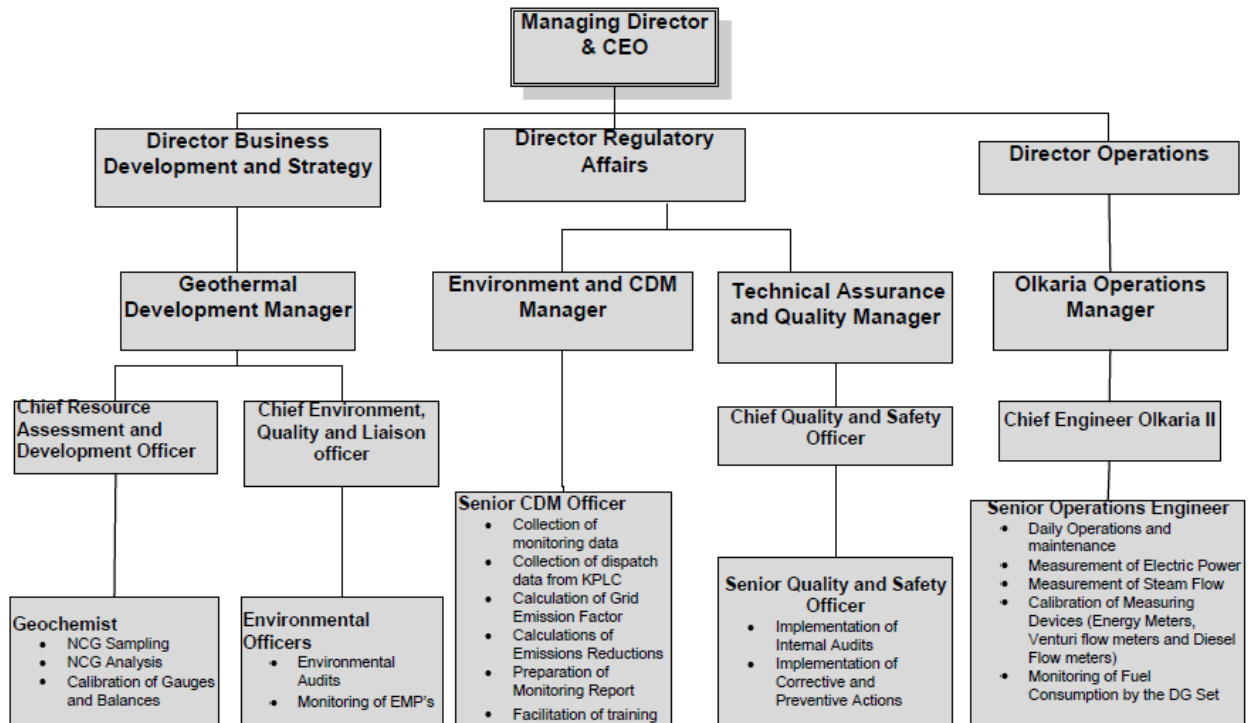 Managing Director
& CEO
Director Business
Development and Strategy
Director Regulatory
Affairs
Director Operations
Geothermal
Development Manager
Environment and CDM
Manager
Technical Assurance
and Quality Manager
Olkaria Operations
Manager
Chief Resource
Assessment and
Development Officer
Chief Environment,
Quality and Liaison
officer
Chief Quality and Safety
Officer
Chief Engineer Olkaria II
Geochemist
• NCG Sampling
• NCG Analysis
• Calibration of Gauges
and Balances
Environmental
Officers
• Environmental
Audits
• Monitoring of EMP's
Senior CDM Officer
• Collection of
monitoring data
• Collection of dispatch
data from KPLC
• Calculation of Grid
Emission Factor
• Calculations of
Emissions Reductions
• Preparation of
Monitoring Report
• Facilitation of training
Senior Quality and Safety
Officer
• Implementation of
Internal Audits
• Implementation of
Corrective and
Preventive Actions
Senior Operations Engineer
• Daily Operations and
maintenance
• Measurement of Electric Power
• Measurement of Steam Flow
• Calibration of Measuring
Devices (Energy Meters,
Venturi flow meters and Diesel
Flow meters)
• Monitoring of Fuel
Consumption by the DG Set